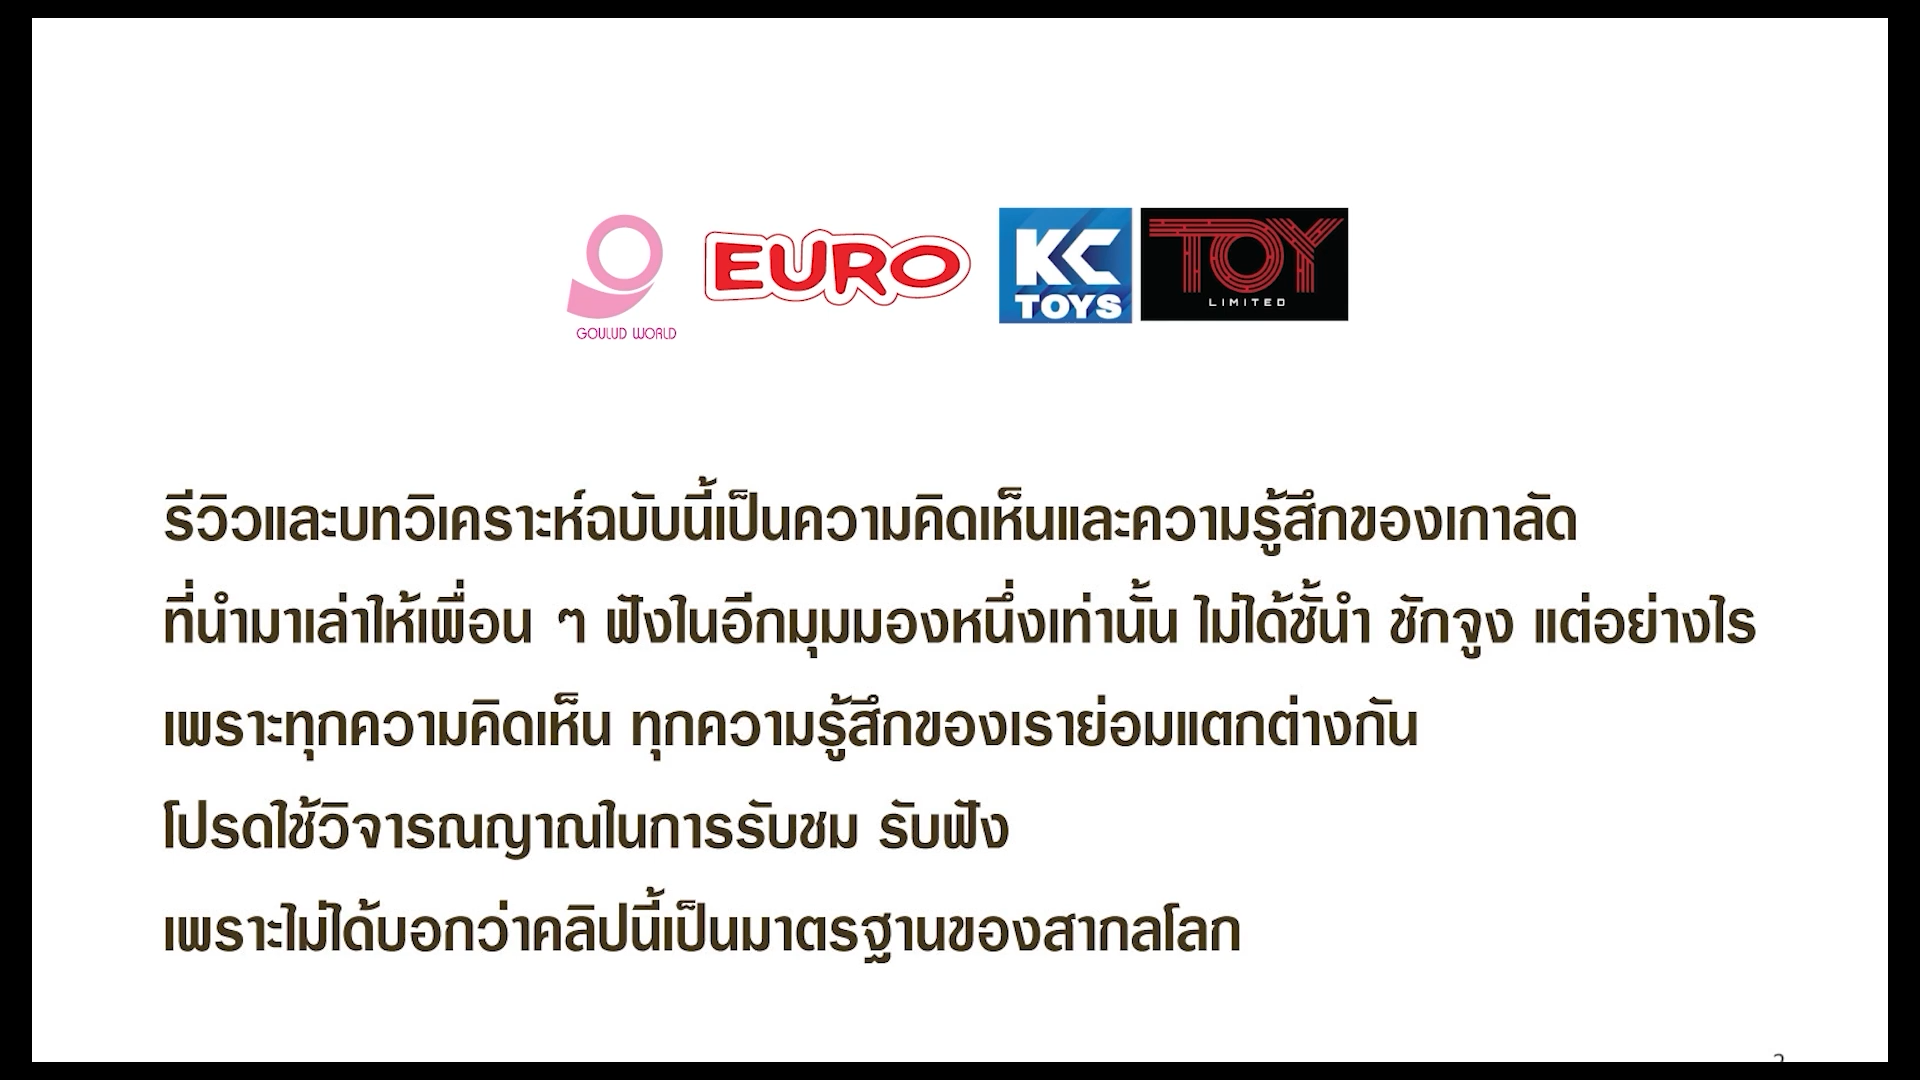 GOULUD WORLD
EURO
KC TOYS
TOY LIMITED
รีวิวและบทวิเคราะห์ฉบับนี้เป็นความคิดเห็นและความรู้สึกของเกาลัด
ที่นำมาเล่าให้เพื่อน ๆ ฟังในอีกมุมมองหนึ่งเท่านั้น ไม่ได้ชั้นำ ชักจูง แต่อย่างไร
เพราะทุกความคิดเห็น ทุกความรู้สึกของเราย่อมแตกต่างกัน
โปรดใช้วิจารณญาณในการรับชม รับฟัง
เพราะไม่ได้บอกว่าคลิปนี้เป็นมาตรฐานของสากลโลก